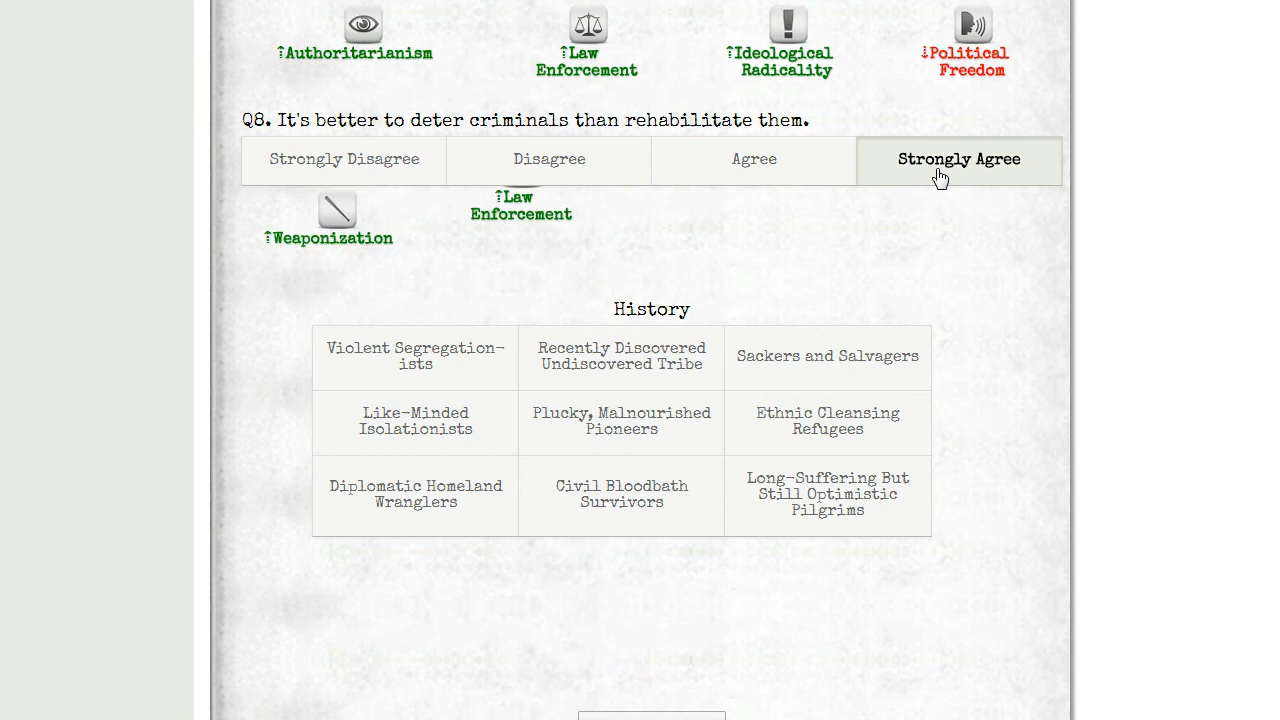 ⇡Authoritarianism
⇡Law
Enforcement
⇡Ideological
Radicality
⇣Political
Freedom
Q8. It's better to deter criminals than rehabilitate them.
Strongly Disagree
Disagree
Agree
Strongly Agree
⇡Weaponization
⇡Law
Enforcement
History
Violent Segregation-
ists
Recently Discovered
Undiscovered Tribe
Sackers and Salvagers
Like-Minded
Isolationists
Plucky, Malnourished
Pioneers
Ethnic Cleansing
Refugees
Diplomatic Homeland
Wranglers
Civil Bloodbath
Survivors
Long-Suffering But
Still Optimistic
Pilgrims